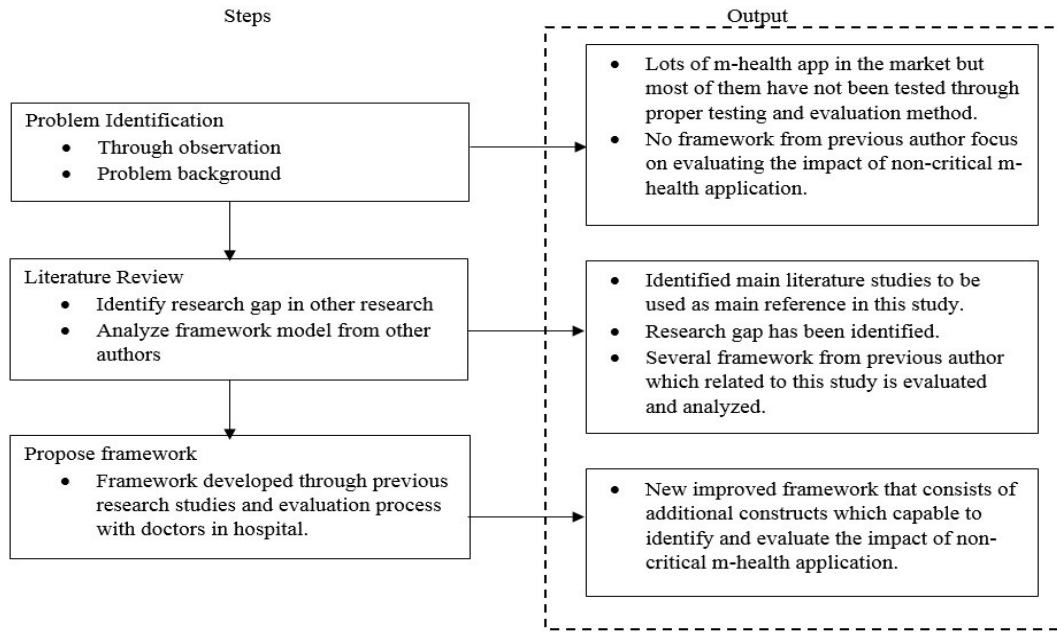 Steps
Output
Problem Identification
• Through observation
• Problem background
• Lots of m-health app in the market but
most of them have not been tested through
proper testing and evaluation method.
• No framework from previous author focus
on evaluating the impact of non-critical m-
health application.
Literature Review
• Identify research gap in other research
• Analyze framework model from other
authors
• Identified main literature studies to be
used as main reference in this study.
• Research gap has been identified.
• Several framework from previous author
which related to this study is evaluated
and analyzed.
Propose framework
• Framework developed through previous
research studies and evaluation process
with doctors in hospital.
• New improved framework that consists of
additional constructs which capable to
identify and evaluate the impact of non-
critical m-health application.